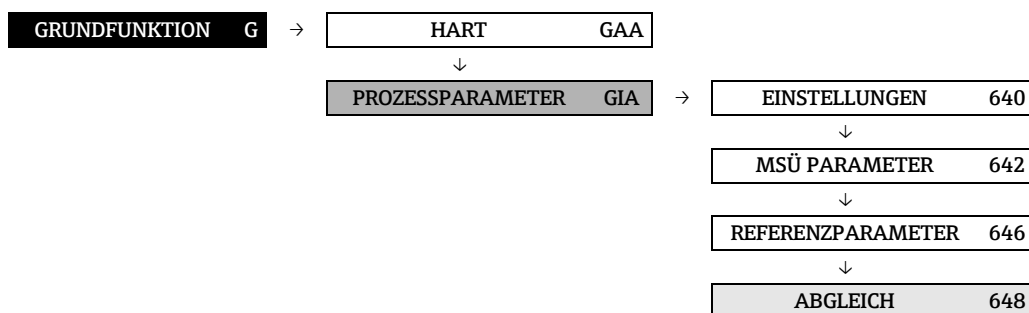 GRUNDFUNKTION G → HART GAA
↓
PROZESSPARAMETER GIA → EINSTELLUNGEN 640
↓
MSÜ PARAMETER 642
↓
REFERENZPARAMETER 646
↓
ABGLEICH 648